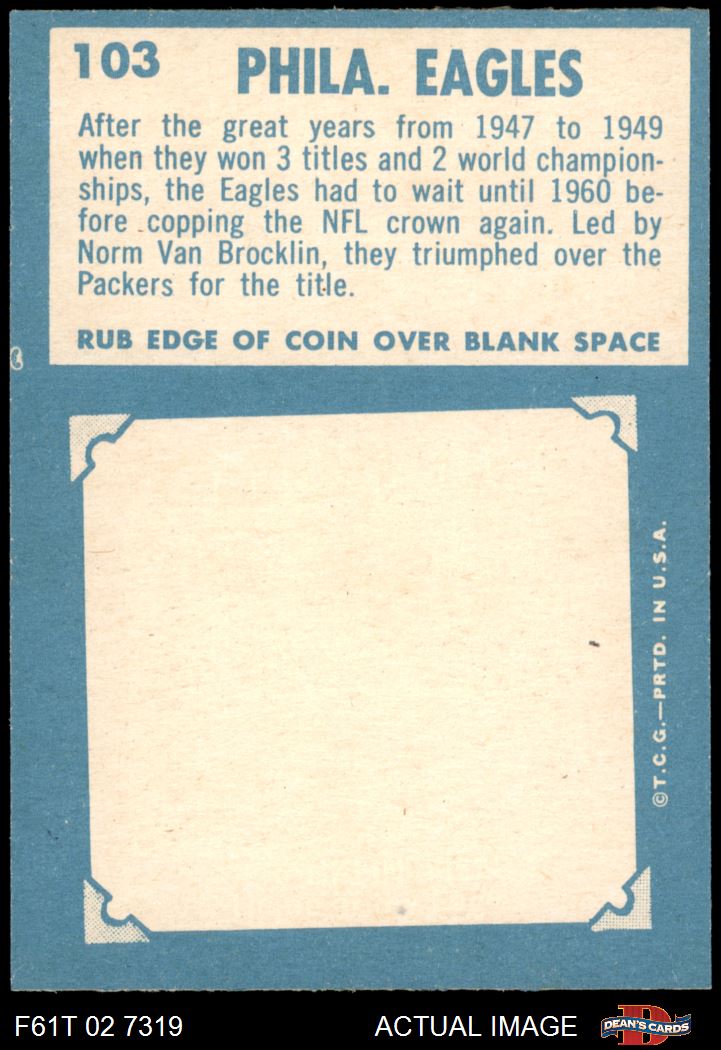 103 PHILA. EAGLES
After the great years from 1947 to 1949
when they won 3 titles and 2 world champion-
ships, the Eagles had to wait until 1960 be-
fore copping the NFL crown again. Led by
Norm Van Brocklin, they triumphed over the
Packers for the title.
RUB EDGE OF COIN OVER BLANK SPACE
©T.C.G.—PRTD. IN U.S.A.
F61T 02 7319 ACTUAL IMAGE
D
DEAN'S CARDS